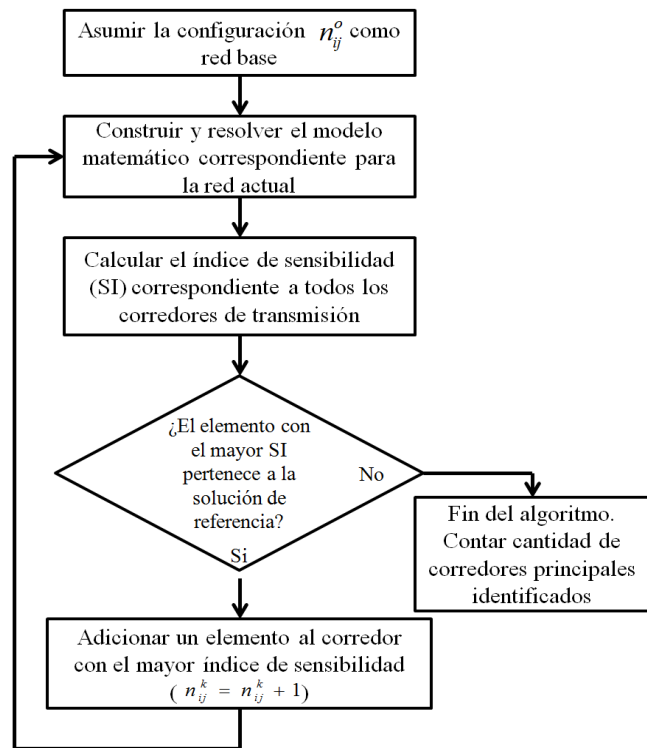 Asumir la configuración n_ij^o como
red base
Construir y resolver el modelo
matemático correspondiente para
la red actual
Calcular el índice de sensibilidad
(SI) correspondiente a todos los
corredores de transmisión
¿El elemento con
el mayor SI
pertenece a la
solución de
referencia?
No
Si
Fin del algoritmo.
Contar cantidad de
corredores principales
identificados
Adicionar un elemento al corredor
con el mayor índice de sensibilidad
( n_ij^k = n_ij^k + 1)